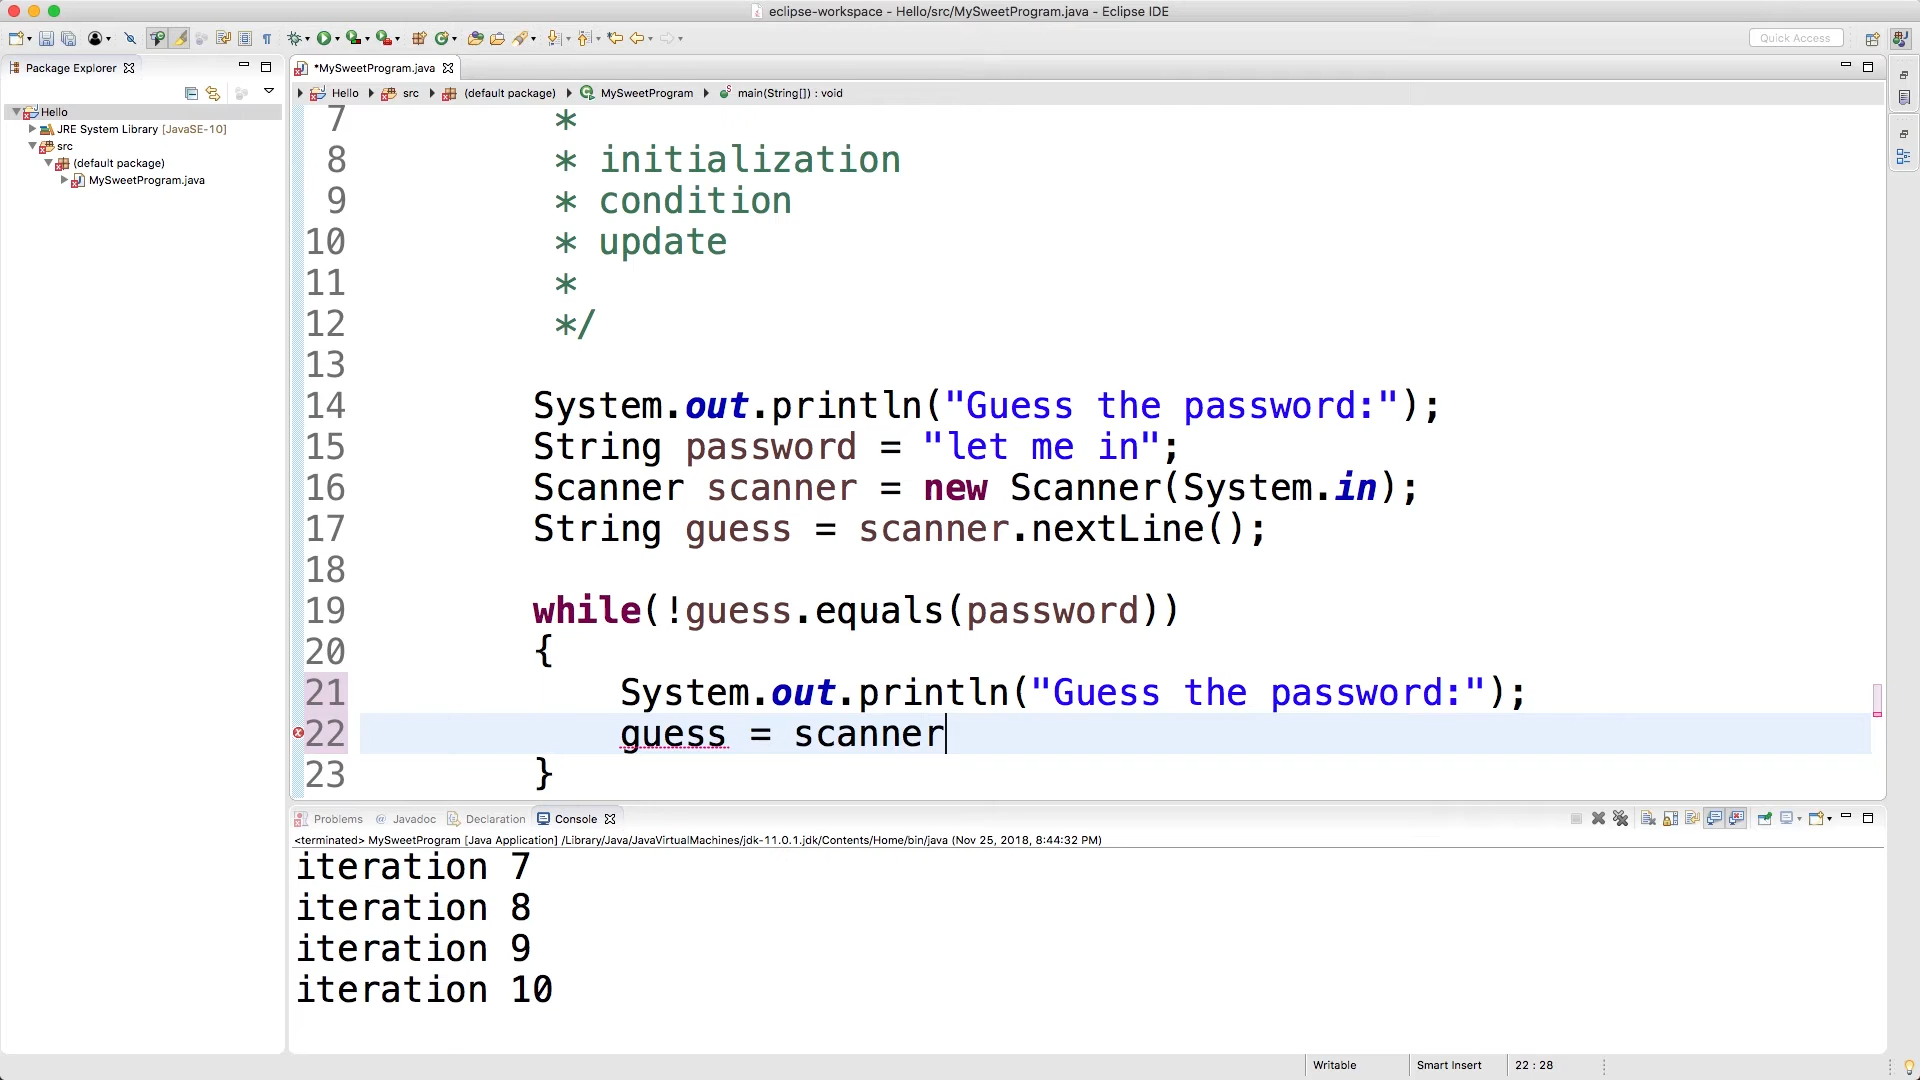 eclipse-workspace - Hello/src/MySweetProgram.java - Eclipse IDE
Quick Access
Package Explorer
*MySweetProgram.java
Hello src (default package) MySweetProgram main(String[]) : void
Hello
JRE System Library [JavaSE-10]
src
(default package)
MySweetProgram.java
7 *
8 * initialization
9 * condition
10 * update
11 *
12 */
13
14 System.out.println("Guess the password:");
15 String password = "let me in";
16 Scanner scanner = new Scanner(System.in);
17 String guess = scanner.nextLine();
18
19 while(!guess.equals(password))
20 {
21 System.out.println("Guess the password:");
22 guess = scanner
23 }
Problems @ Javadoc Declaration Console
<terminated> MySweetProgram [Java Application] /Library/Java/JavaVirtualMachines/jdk-11.0.1.jdk/Contents/Home/bin/java (Nov 25, 2018, 8:44:32 PM)
iteration 7
iteration 8
iteration 9
iteration 10
Writable Smart Insert 22 : 28